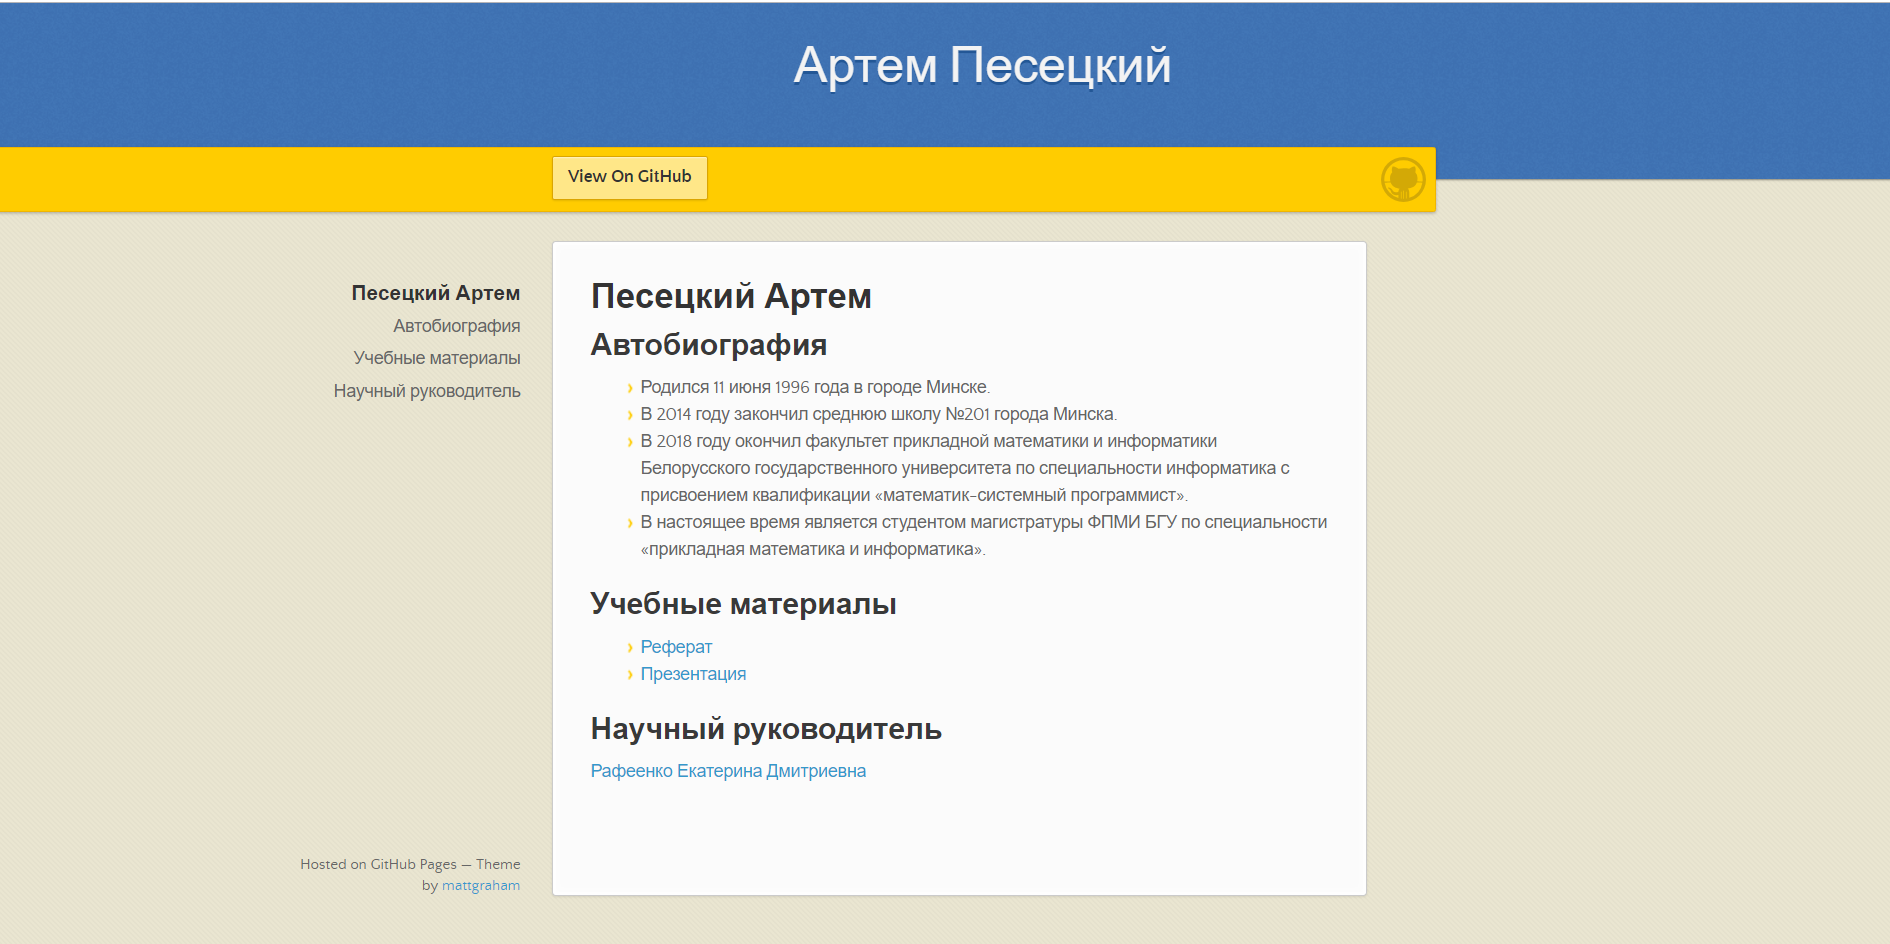 Артем Песецкий
View On GitHub
Песецкий Артем
Автобиография
Учебные материалы
Научный руководитель
Песецкий Артем
Автобиография
Родился 11 июня 1996 года в городе Минске.
В 2014 году закончил среднюю школу №201 города Минска.
В 2018 году окончил факультет прикладной математики и информатики
Белорусского государственного университета по специальности информатика с
присвоением квалификации «математик-системный программист».
В настоящее время является студентом магистратуры ФПМИ БГУ по специальности
«прикладная математика и информатика».
Учебные материалы
Реферат
Презентация
Научный руководитель
Рафеенко Екатерина Дмитриевна
Hosted on GitHub Pages — Theme
by mattgraham